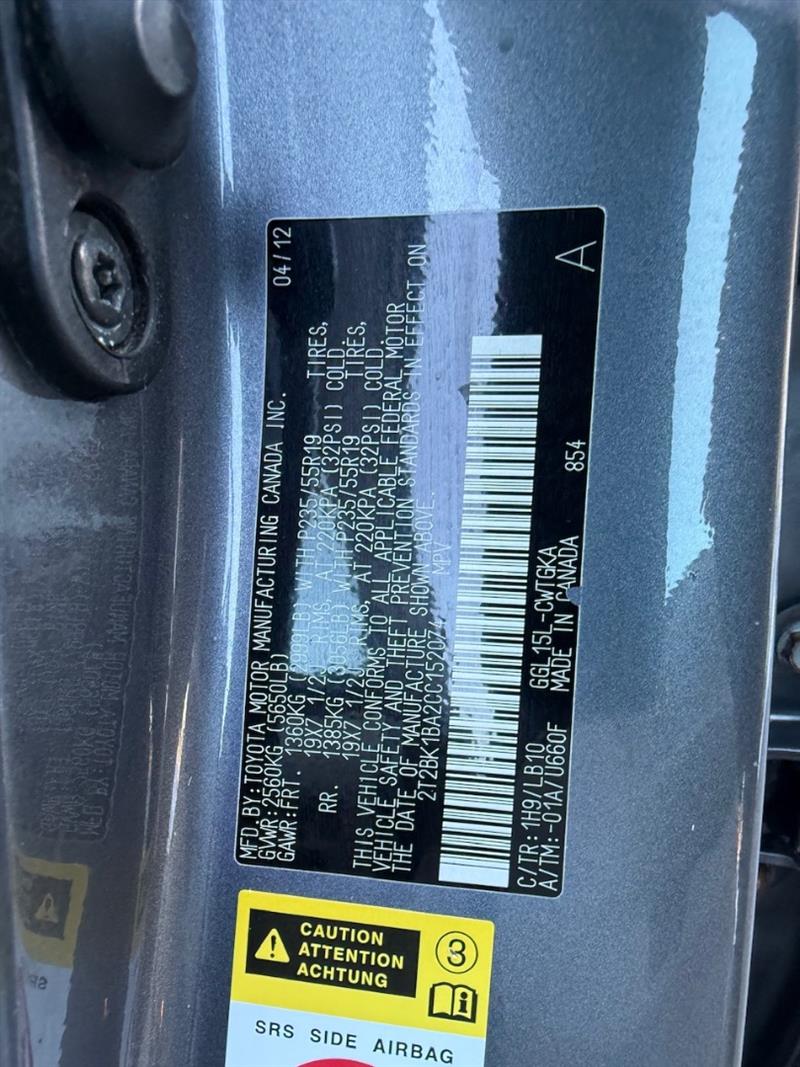 MFD.BY:TOYOTA MOTOR MANUFACTURING CANADA INC. 04/12
GVWR:2560KG (5650LB)
GAWR:FRT. 1360KG (2999LB) WITH P235/55R19 TIRES,
19X7 1/2J RIMS, AT 220KPA (32PSI) COLD.
RR. 1385KG (3056LB) WITH P235/55R19 TIRES,
19X7 1/2J RIMS, AT 220KPA (32PSI) COLD.
THIS VEHICLE CONFORMS TO ALL APPLICABLE FEDERAL MOTOR
VEHICLE SAFETY AND THEFT PREVENTION STANDARDS IN EFFECT ON
THE DATE OF MANUFACTURE SHOWN ABOVE.
2T2BK1BA2CC152077 MPV
C/TR:1H9/LB10 GGL15L-CWTGKA 854 A
A/TM:-01A/U660F MADE IN CANADA
CAUTION
ATTENTION
ACHTUNG
3
SRS SIDE AIRBAG